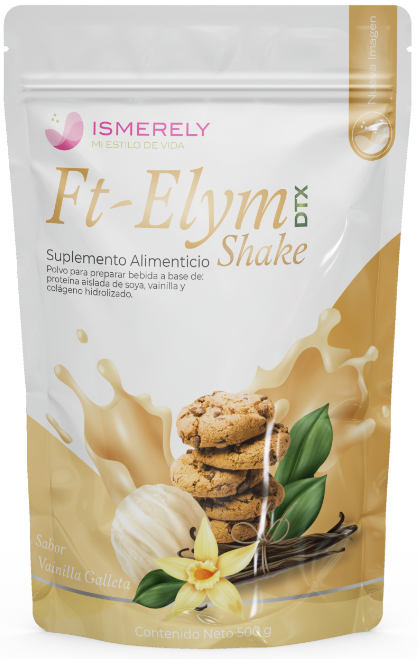 Nueva Imagen
ISMERELY
MI ESTILO DE VIDA
Ft-Elym
DTX
Shake
Suplemento Alimenticio
Polvo para preparar bebida a base de:
proteína aislada de soya, vainilla y
colágeno hidrolizado.
Sabor
Vainilla Galleta
Contenido Neto 500 g